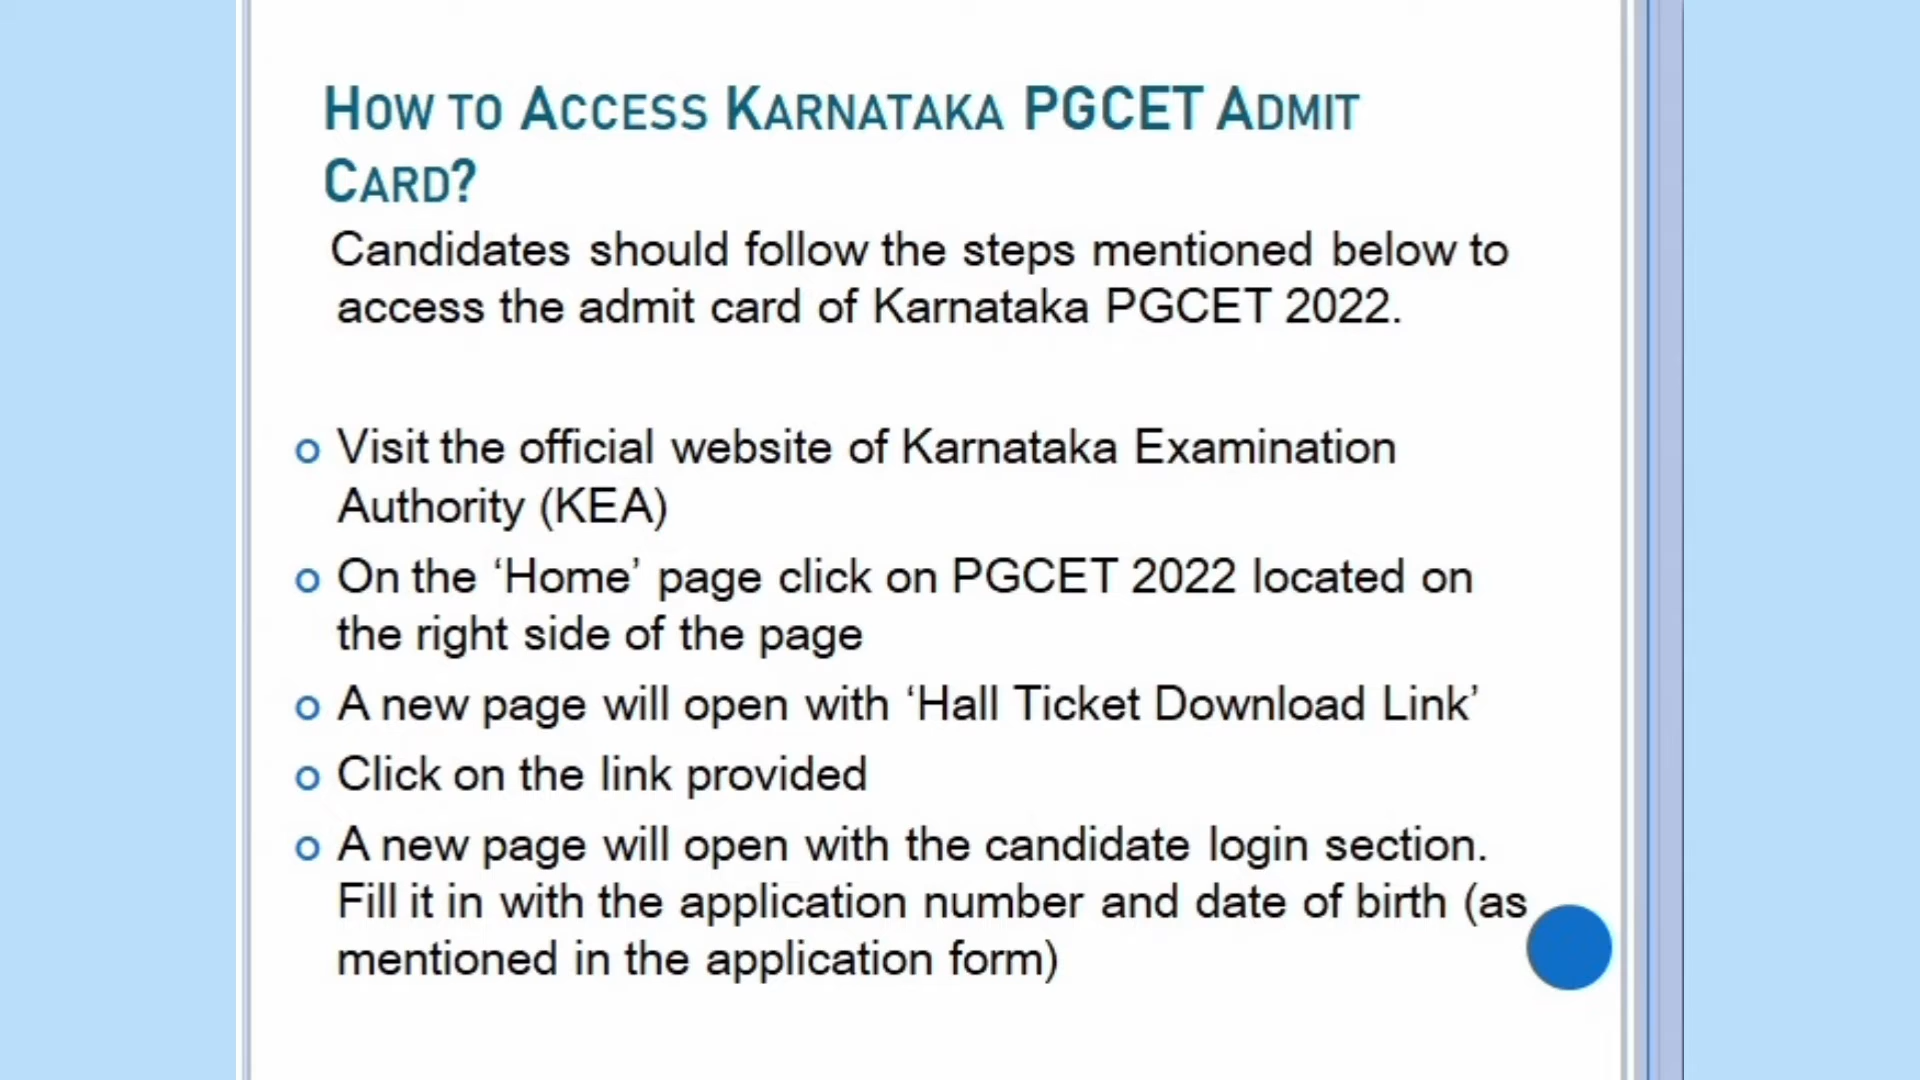 How to Access Karnataka PGCET Admit
Card?
Candidates should follow the steps mentioned below to
access the admit card of Karnataka PGCET 2022.
Visit the official website of Karnataka Examination
Authority (KEA)
On the ‘Home’ page click on PGCET 2022 located on
the right side of the page
A new page will open with ‘Hall Ticket Download Link’
Click on the link provided
A new page will open with the candidate login section.
Fill it in with the application number and date of birth (as
mentioned in the application form)